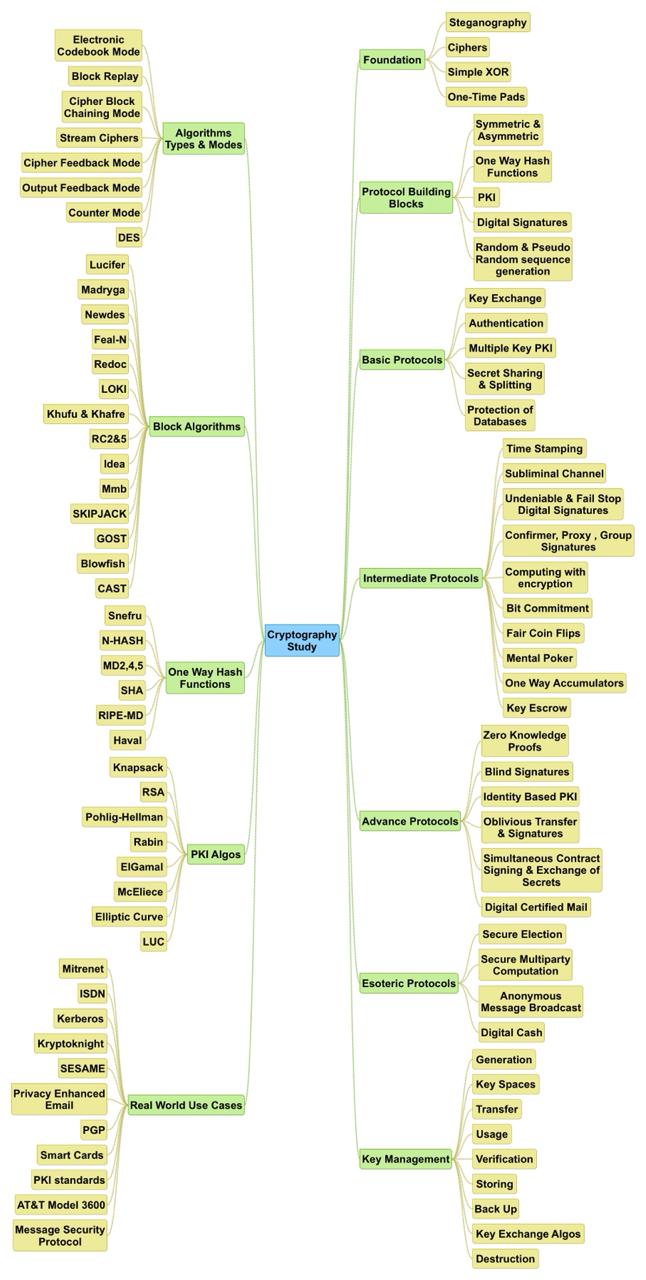 Cryptography
Study
Foundation
Steganography
Ciphers
Simple XOR
One-Time Pads
Protocol Building
Blocks
Symmetric &
Asymmetric
One Way Hash
Functions
PKI
Digital Signatures
Random & Pseudo
Random sequence
generation
Basic Protocols
Key Exchange
Authentication
Multiple Key PKI
Secret Sharing
& Splitting
Protection of
Databases
Intermediate Protocols
Time Stamping
Subliminal Channel
Undeniable & Fail Stop
Digital Signatures
Confirmer, Proxy , Group
Signatures
Computing with
encryption
Bit Commitment
Fair Coin Flips
Mental Poker
One Way Accumulators
Key Escrow
Advance Protocols
Zero Knowledge
Proofs
Blind Signatures
Identity Based PKI
Oblivious Transfer
& Signatures
Simultaneous Contract
Signing & Exchange of
Secrets
Digital Certified Mail
Esoteric Protocols
Secure Election
Secure Multiparty
Computation
Anonymous
Message Broadcast
Digital Cash
Key Management
Generation
Key Spaces
Transfer
Usage
Verification
Storing
Back Up
Key Exchange Algos
Destruction
Algorithms
Types & Modes
Electronic
Codebook Mode
Block Replay
Cipher Block
Chaining Mode
Stream Ciphers
Cipher Feedback Mode
Output Feedback Mode
Counter Mode
DES
Block Algorithms
Lucifer
Madryga
Newdes
Feal-N
Redoc
LOKI
Khufu & Khafre
RC2&5
Idea
Mmb
SKIPJACK
GOST
Blowfish
CAST
One Way Hash
Functions
Snefru
N-HASH
MD2,4,5
SHA
RIPE-MD
Haval
PKI Algos
Knapsack
RSA
Pohlig-Hellman
Rabin
ElGamal
McEliece
Elliptic Curve
LUC
Real World Use Cases
Mitrenet
ISDN
Kerberos
Kryptoknight
SESAME
Privacy Enhanced
Email
PGP
Smart Cards
PKI standards
AT&T Model 3600
Message Security
Protocol